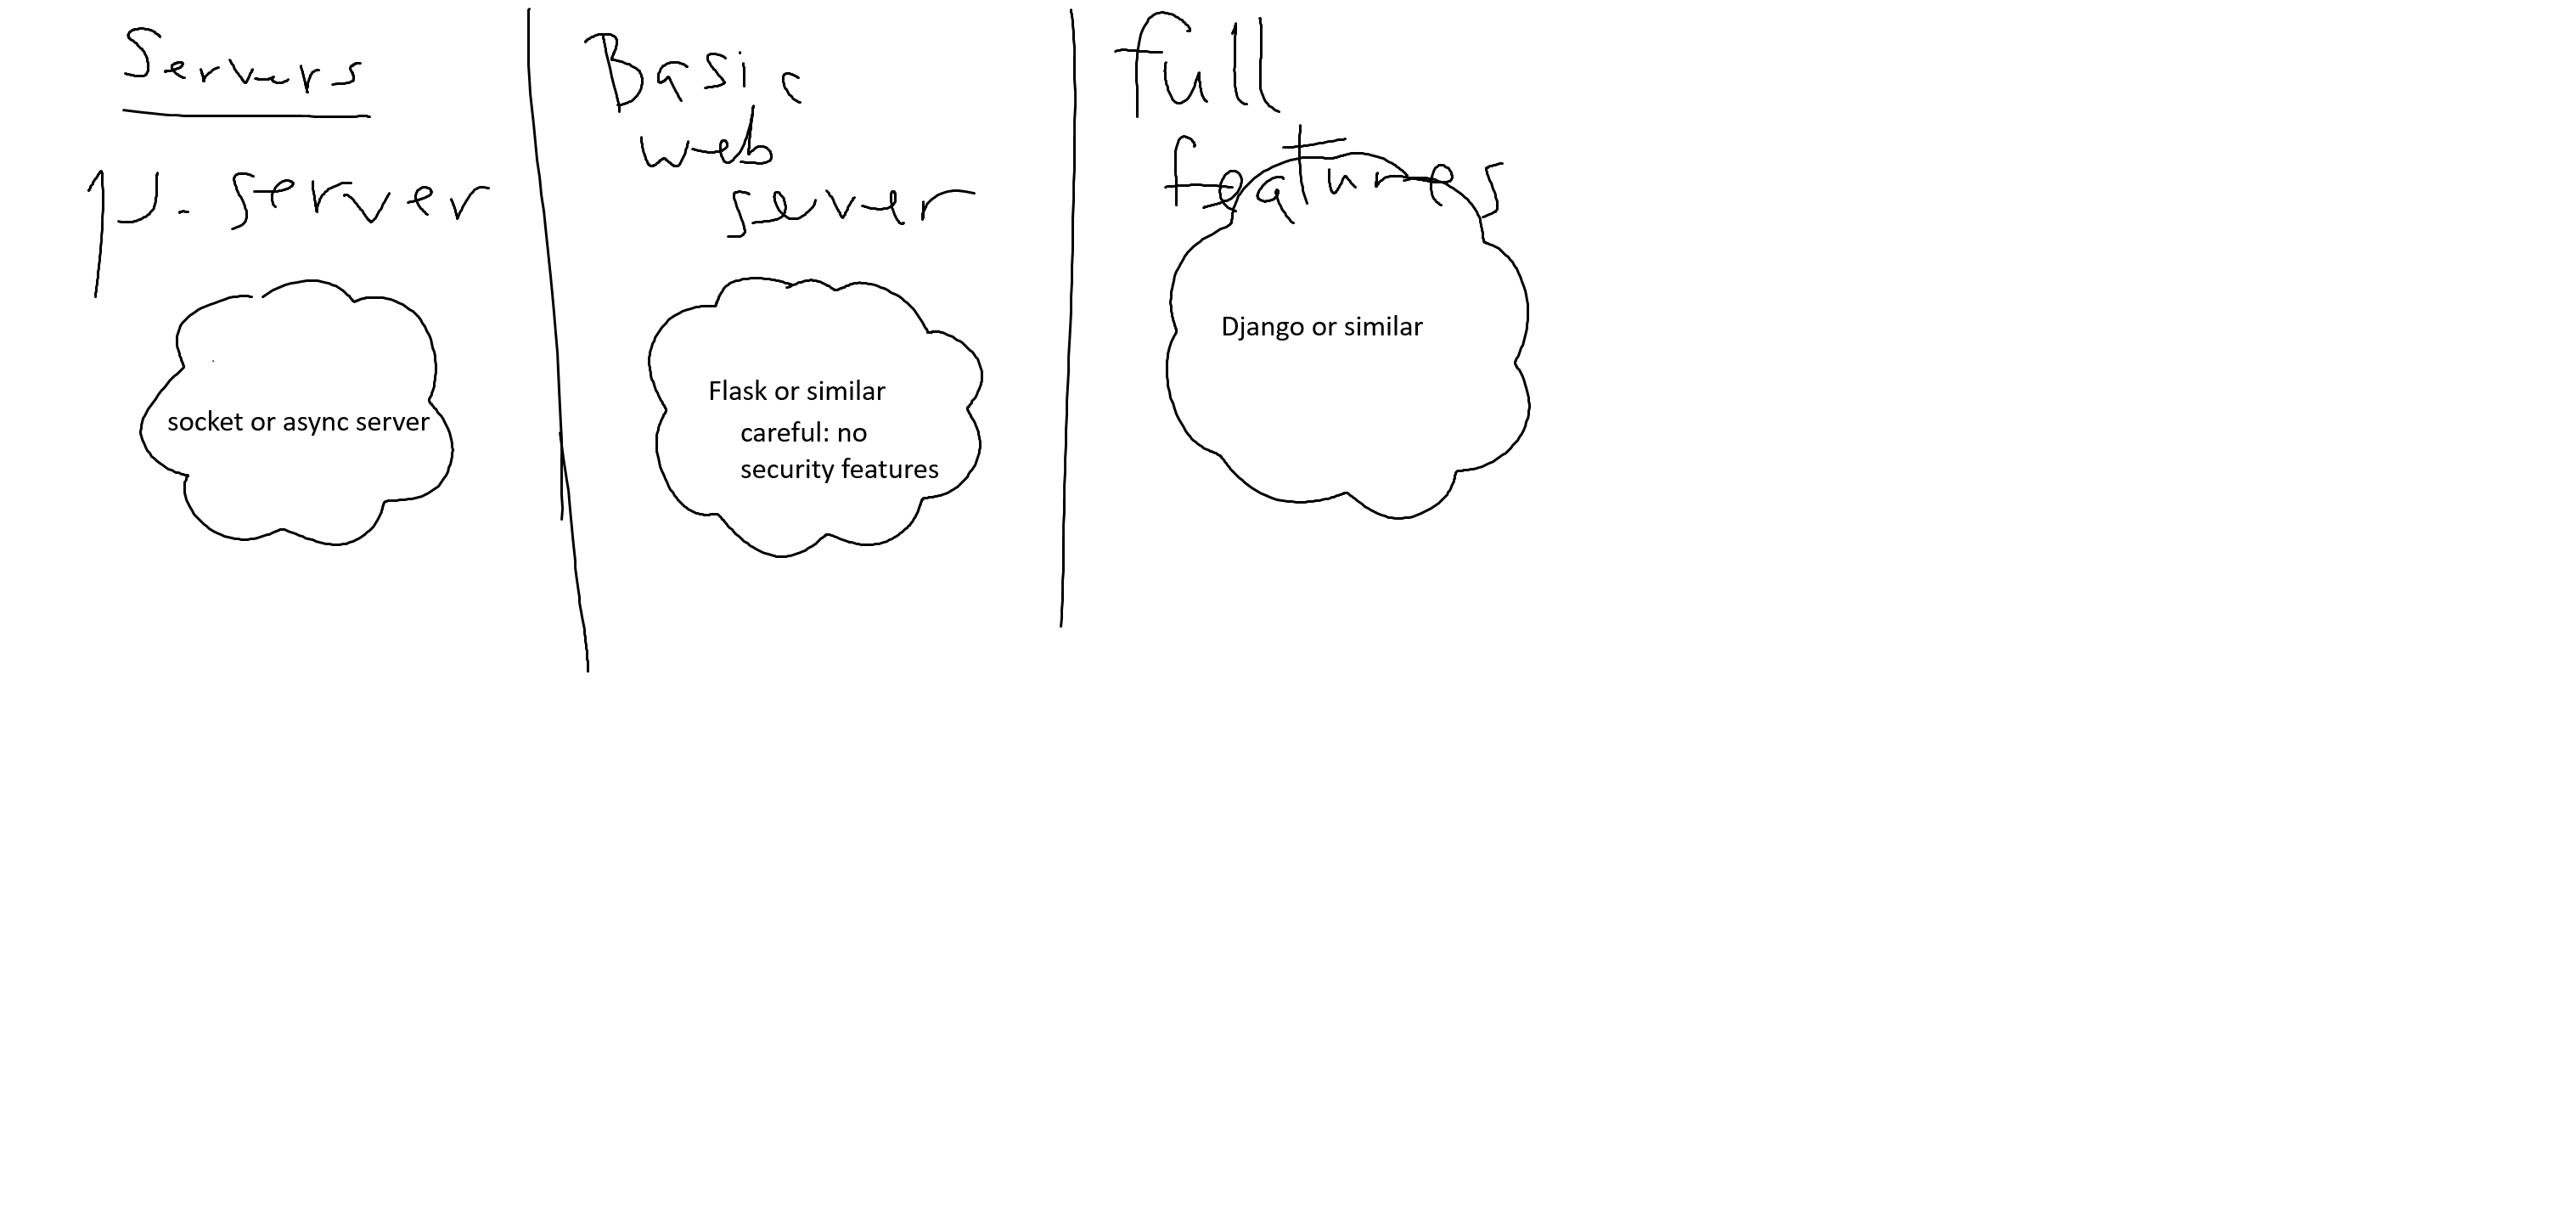 Servers
μ-server
socket or async server
Basic
web
server
Flask or similar
careful: no
security features
full
features
Django or similar